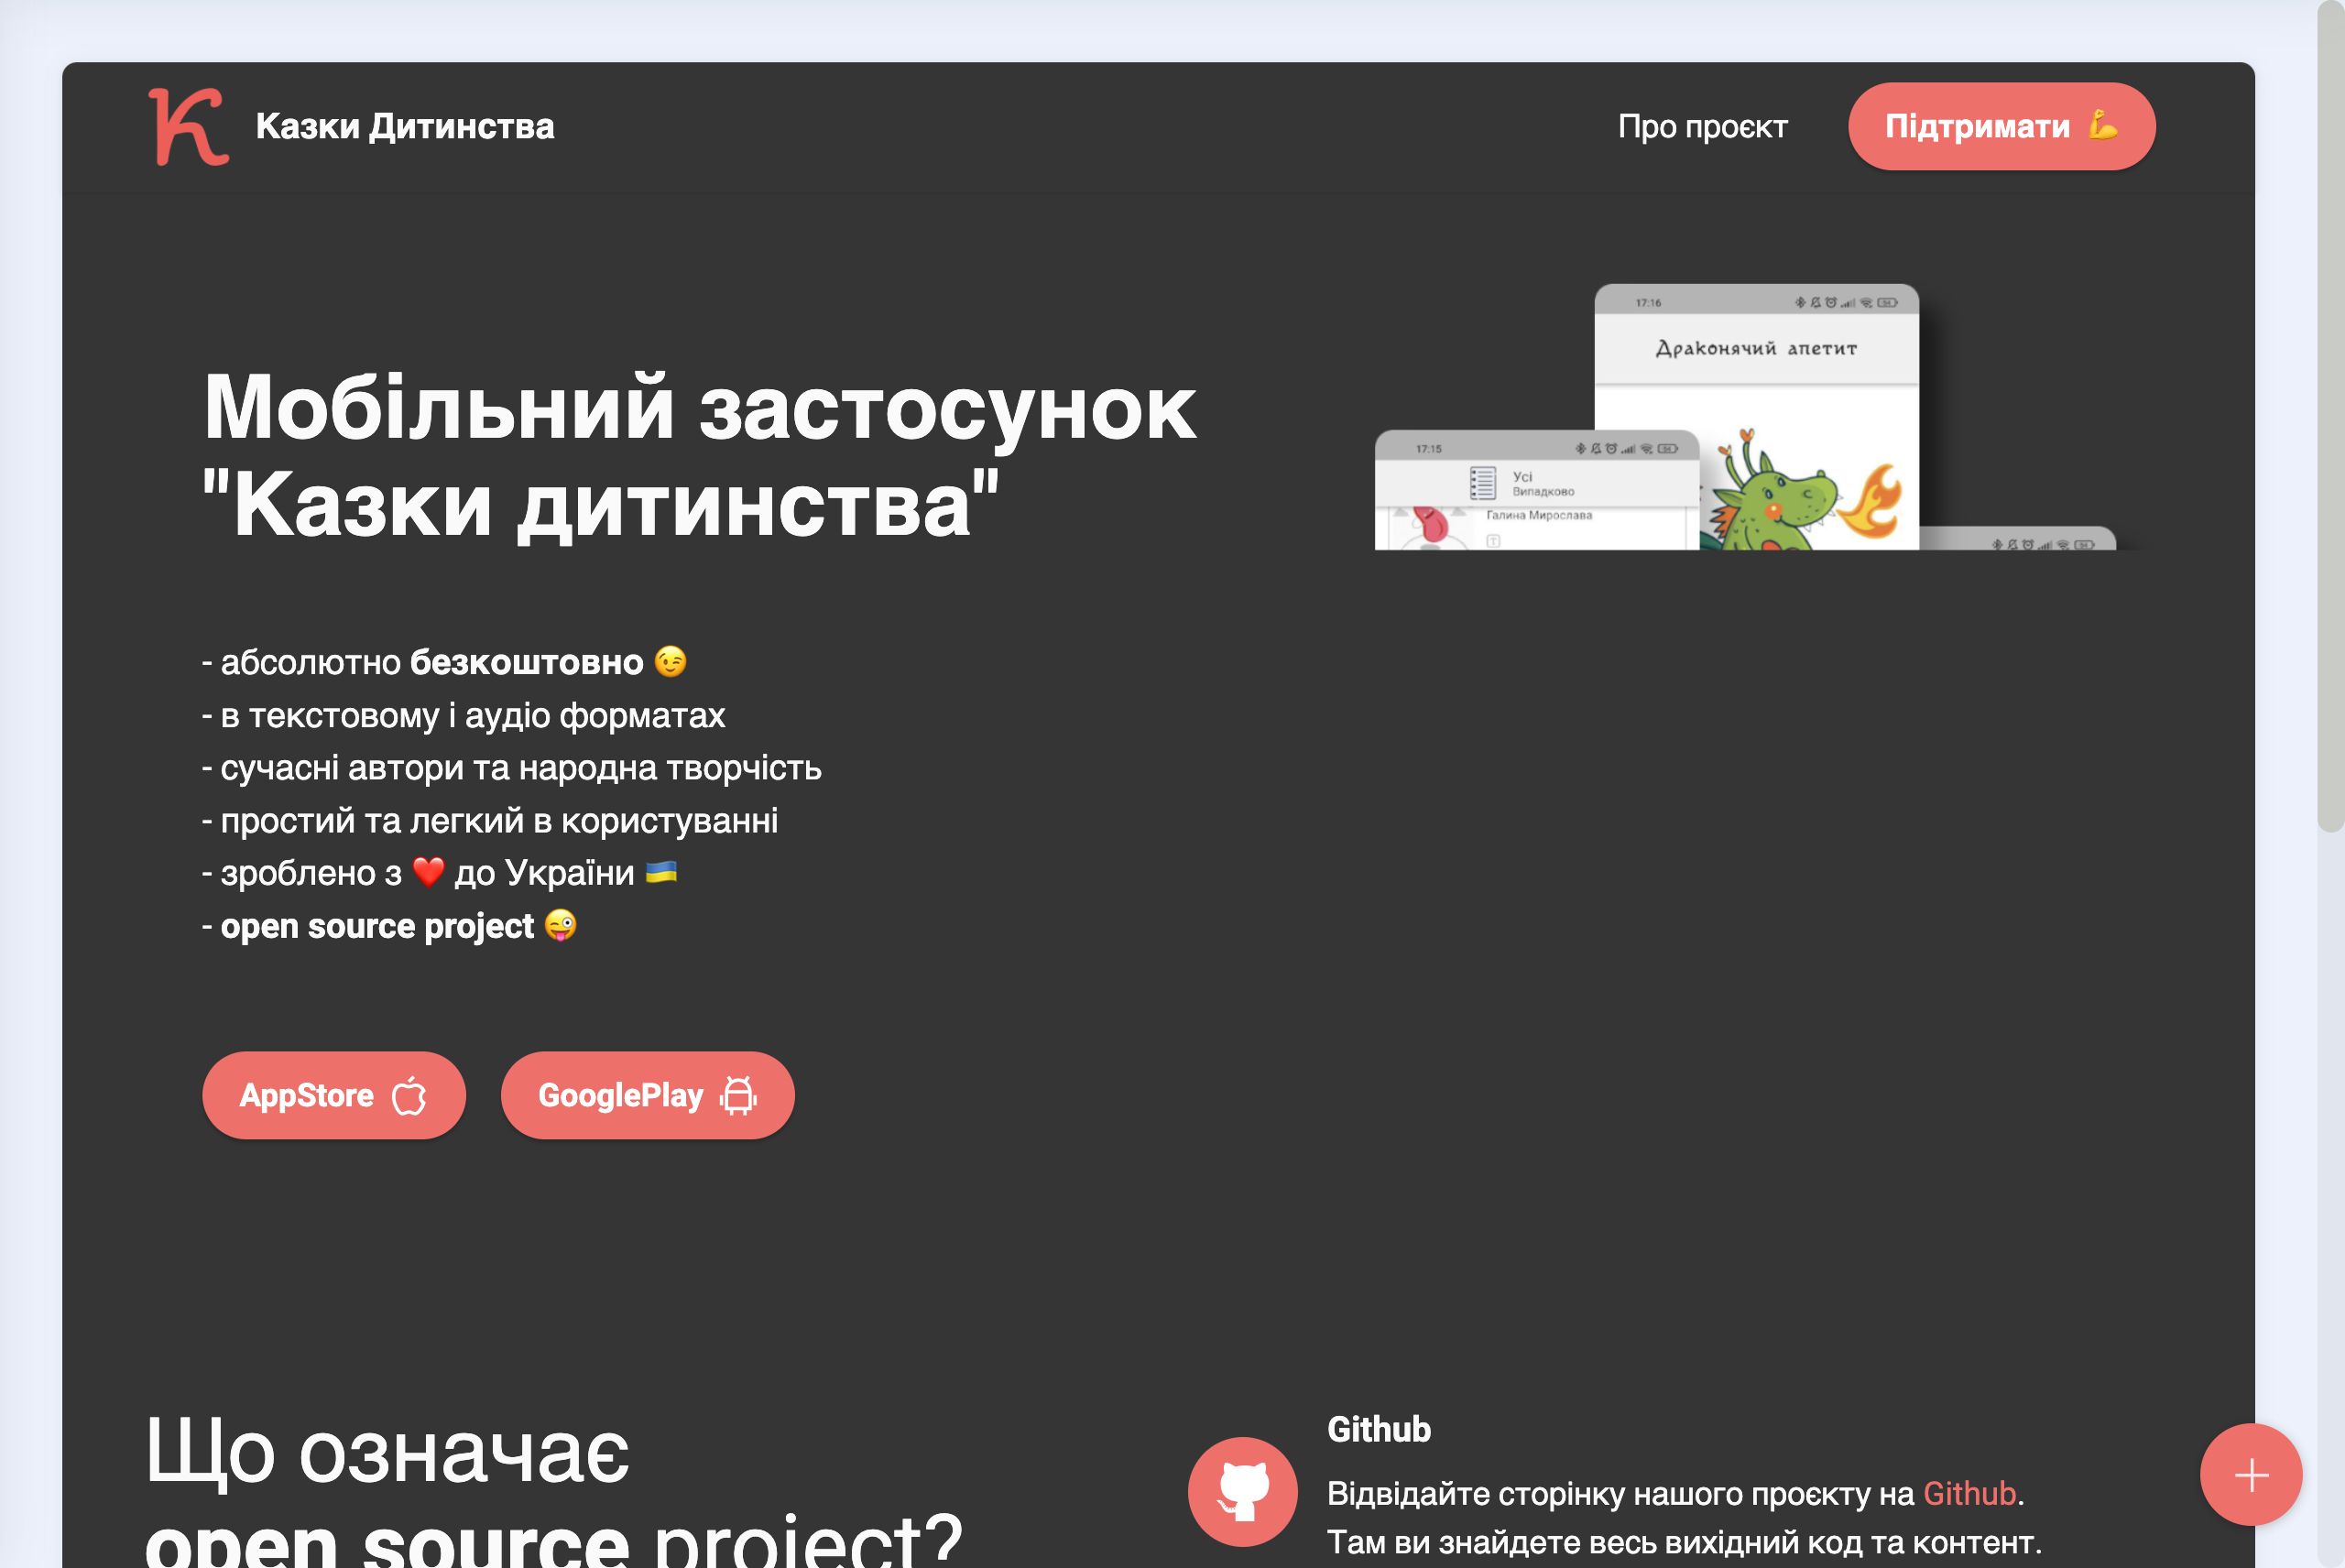 Казки Дитинства
Про проєкт
Підтримати 💪
Мобільний застосунок
"Казки дитинства"
17:16
Драконячий апетит
17:15
Усі
Випадково
Галина Мирослава
- абсолютно безкоштовно 😉
- в текстовому і аудіо форматах
- сучасні автори та народна творчість
- простий та легкий в користуванні
- зроблено з ❤️ до України 🇺🇦
- open source project 😜
AppStore
GooglePlay
Що означає
open source project?
Github
Відвідайте сторінку нашого проєкту на Github.
Там ви знайдете весь вихідний код та контент.